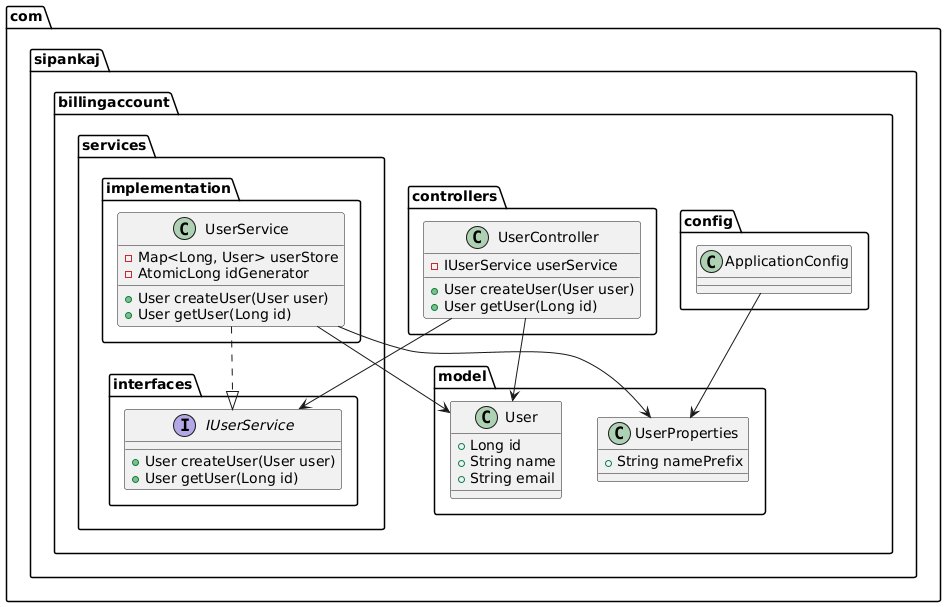 com
sipankaj
billingaccount
services
implementation
C UserService
Map<Long, User> userStore
AtomicLong idGenerator
User createUser(User user)
User getUser(Long id)
controllers
C UserController
IUserService userService
User createUser(User user)
User getUser(Long id)
config
C ApplicationConfig
interfaces
I IUserService
User createUser(User user)
User getUser(Long id)
model
C User
Long id
String name
String email
C UserProperties
String namePrefix